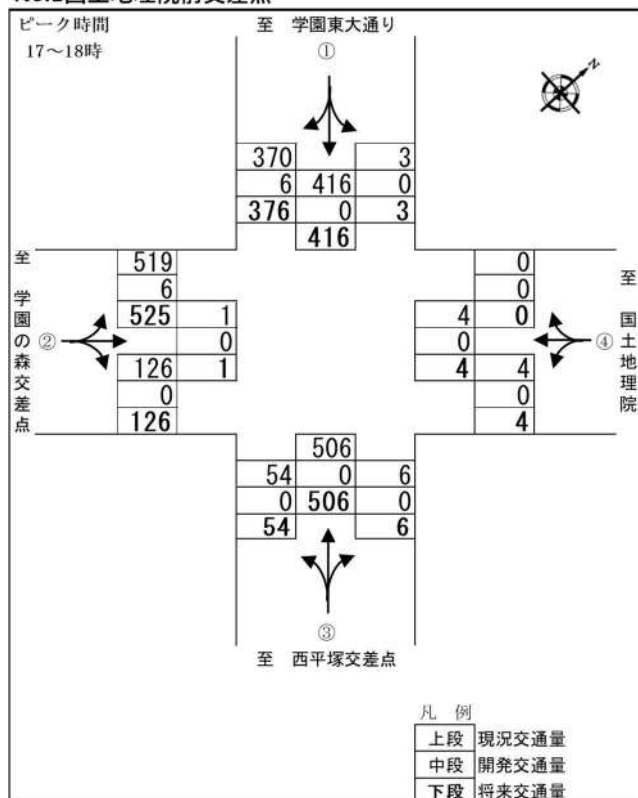 ピーク時間
17～18時
至 学園東大通り
①
N
370 3
6 416 0
376 0 3
416
至 学園の森交差点
②
519
6
525 1
0
126 1
0
126
0
0
4 0
0
4 4
0
4
④
至 国土地理院
506
54 0 6
0 506 0
54 6
③
至 西平塚交差点
凡 例
上段 現況交通量
中段 開発交通量
下段 将来交通量